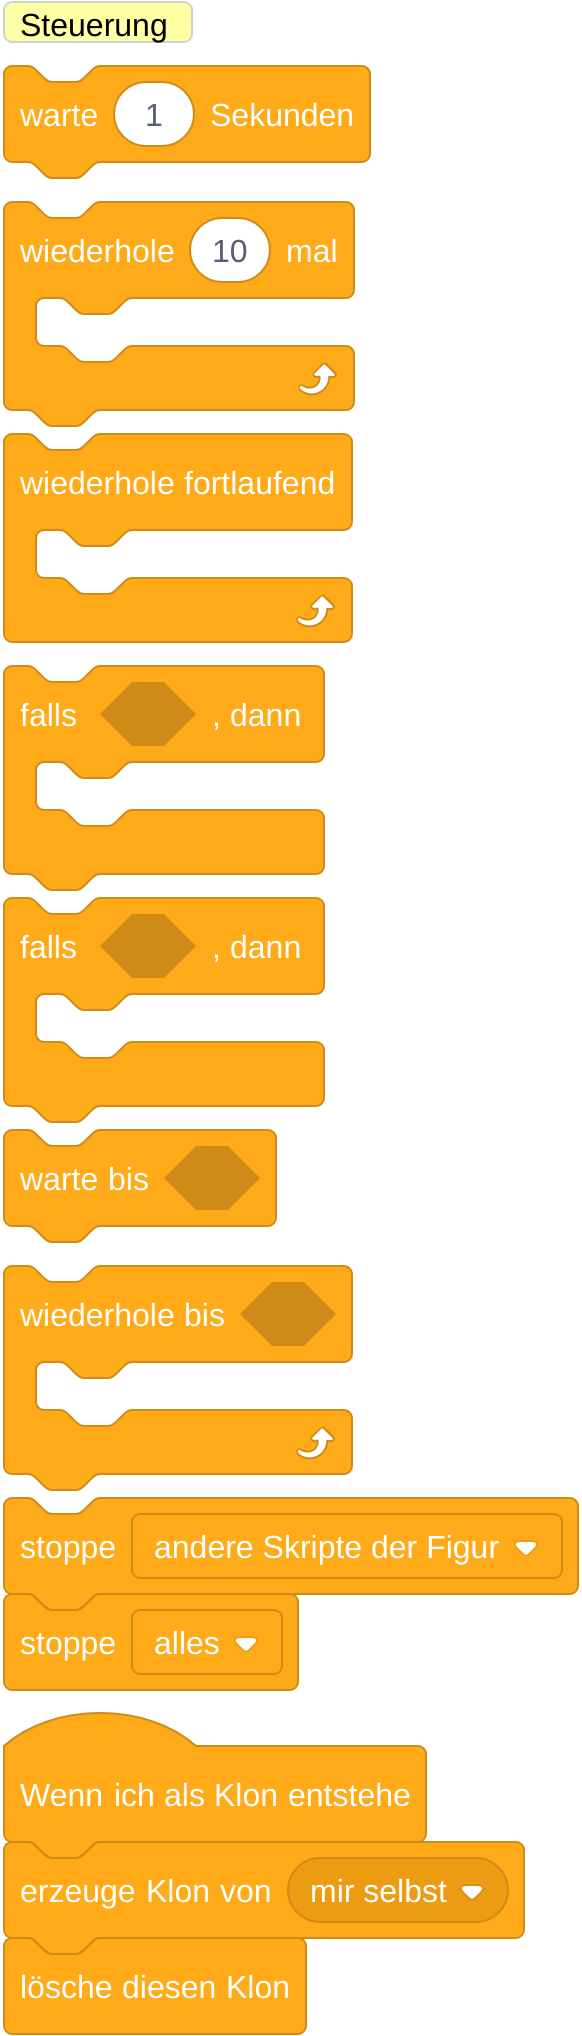 Steuerung
warte 1 Sekunden
wiederhole 10 mal
wiederhole fortlaufend
falls , dann
falls , dann
warte bis
wiederhole bis
stoppe andere Skripte der Figur
stoppe alles
Wenn ich als Klon entstehe
erzeuge Klon von mir selbst
lösche diesen Klon